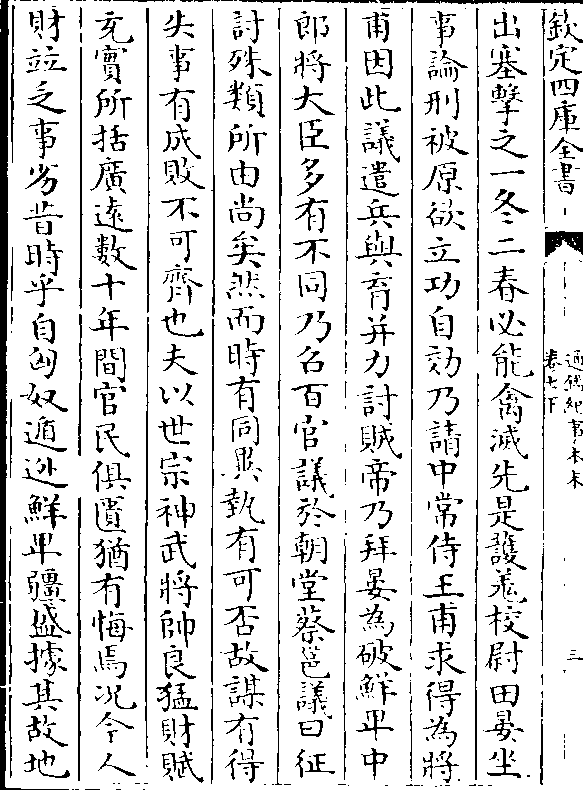 欽定四庫全書
通鑑紀事本末
卷七下
三
出塞擊之一冬二春必能禽滅先是護羌校尉田晏坐
事論刑被原欲立功自効乃請中常侍王甫求得為將
甫因此議遣兵與育并力討賊帝乃拜晏為破鮮卑中
郎將大臣多有不同乃召百官議於朝堂蔡邕議曰征
討殊類所由尚矣然而時有同異埶有可否故謀有得
失事有成敗不可齊也夫以世宗神武將帥良猛財賦
充實所括廣遠數十年間官民俱匱猶有悔焉况今人
財竝乏事劣昔時乎自匈奴遁逃鮮卑彊盛據其故地